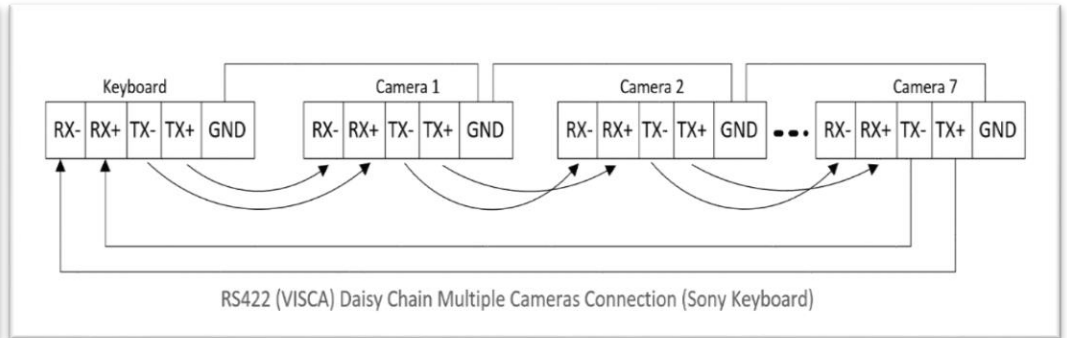 Keyboard
Camera 1
Camera 2
Camera 7
RX- RX+ TX- TX+ GND
RX- RX+ TX- TX+ GND
RX- RX+ TX- TX+ GND
RX- RX+ TX- TX+ GND
RS422 (VISCA) Daisy Chain Multiple Cameras Connection (Sony Keyboard)